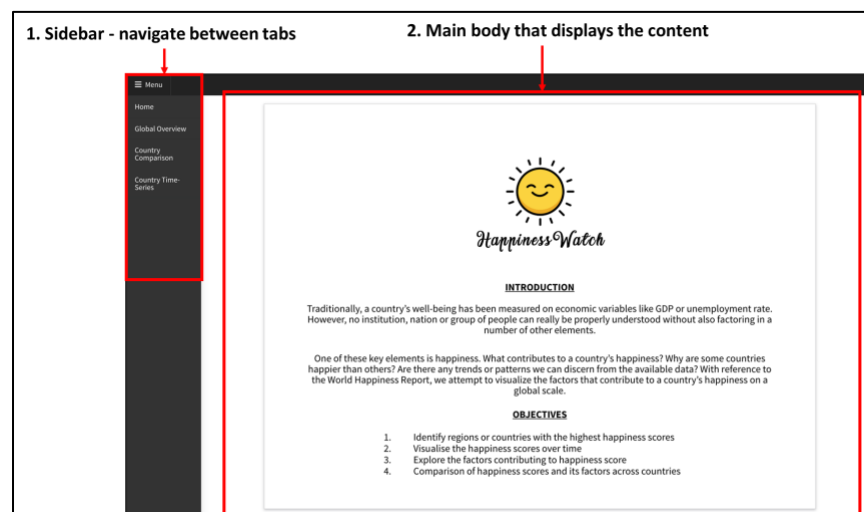 1. Sidebar - navigate between tabs
2. Main body that displays the content
☰ Menu
Home
Global Overview
Country
Comparison
Country Time-
Series
Happiness Watch
INTRODUCTION
Traditionally, a country's well-being has been measured on economic variables like GDP or unemployment rate.
However, no institution, nation or group of people can really be properly understood without also factoring in a
number of other elements.
One of these key elements is happiness. What contributes to a country's happiness? Why are some countries
happier than others? Are there any trends or patterns we can discern from the available data? With reference to
the World Happiness Report, we attempt to visualize the factors that contribute to a country's happiness on a
global scale.
OBJECTIVES
1. Identify regions or countries with the highest happiness scores
2. Visualise the happiness scores over time
3. Explore the factors contributing to happiness score
4. Comparison of happiness scores and its factors across countries